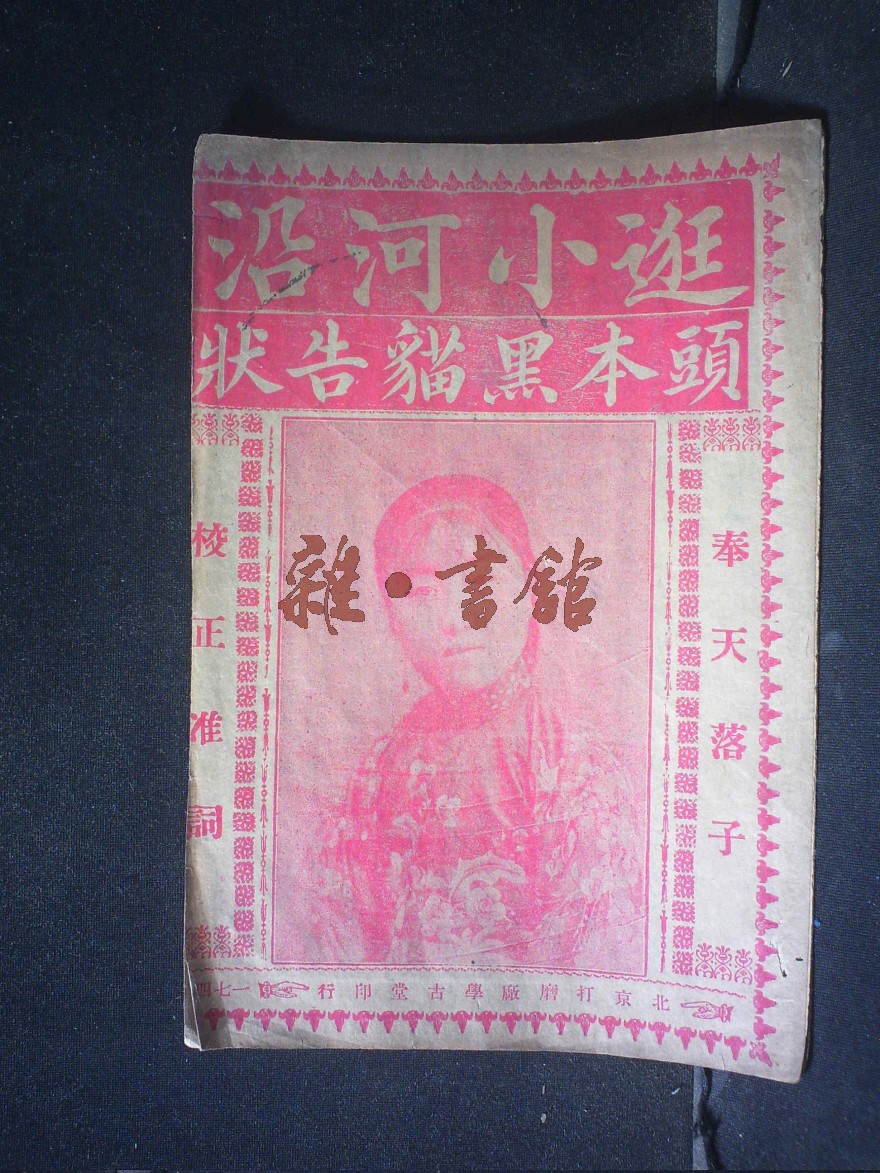 逛小河沿
頭本黑貓告狀
奉天落子
校正准詞
雜·書館
北京打磨廠學古堂印行
一七四